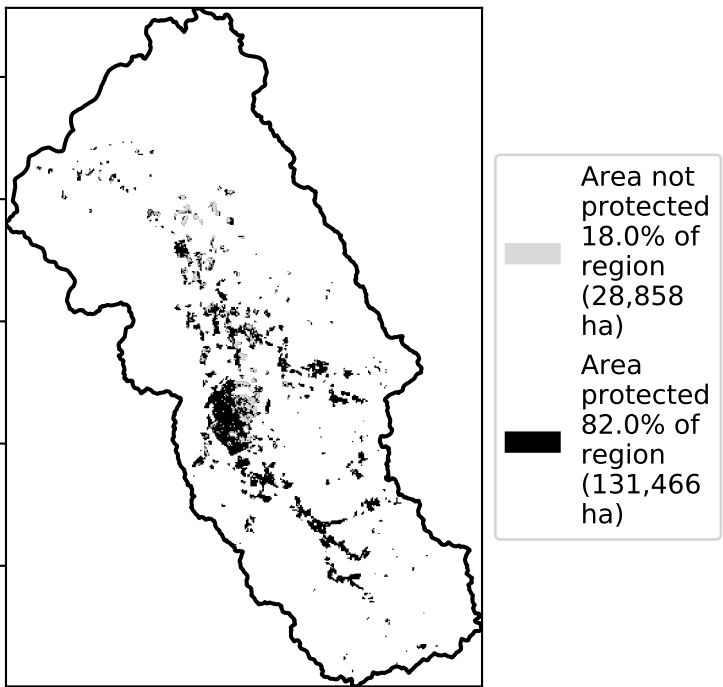 Area not
protected
18.0% of
region
(28,858
ha)
Area
protected
82.0% of
region
(131,466
ha)